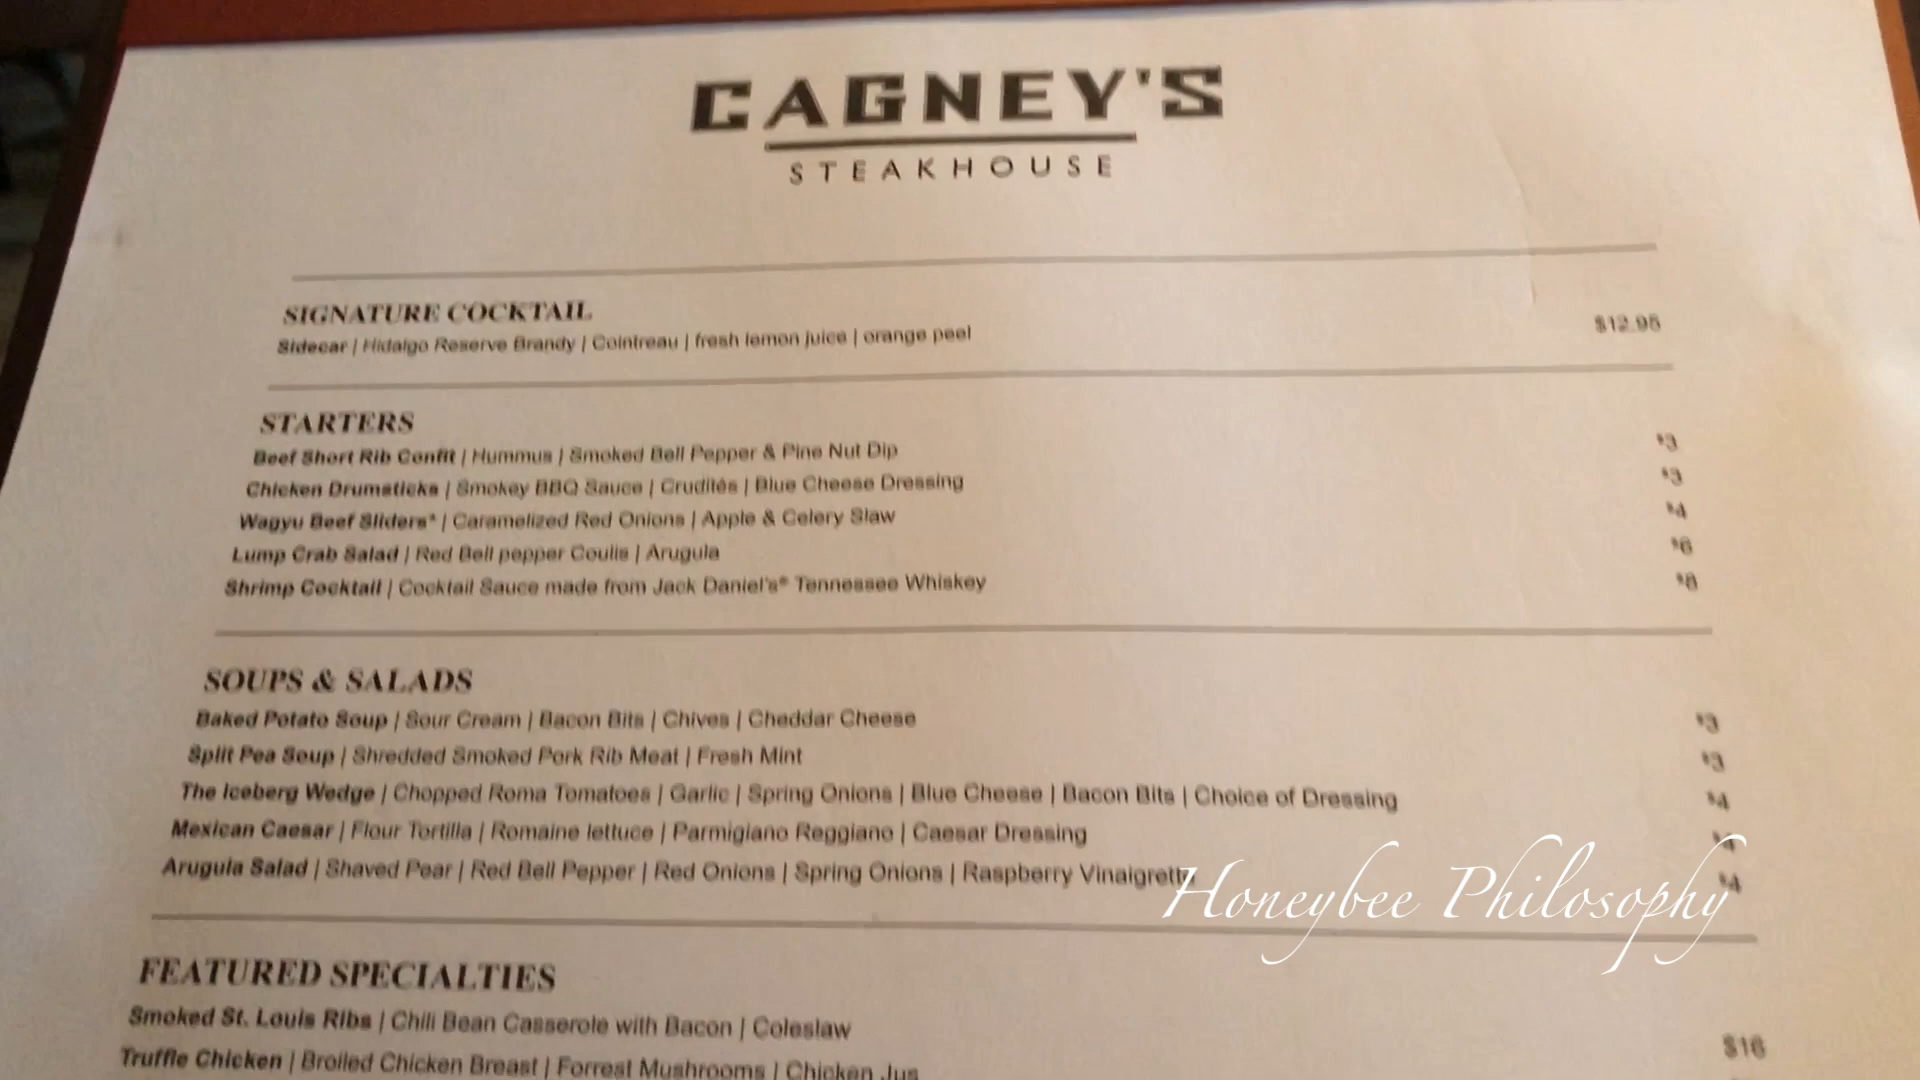 CAGNEY'S
STEAKHOUSE
SIGNATURE COCKTAIL
Sidecar | Hidalgo Reserve Brandy | Cointreau | fresh lemon juice | orange peel $12.95
STARTERS
Beef Short Rib Confit | Hummus | Smoked Bell Pepper & Pine Nut Dip $3
Chicken Drumsticks | Smokey BBQ Sauce | Crudités | Blue Cheese Dressing $3
Wagyu Beef Sliders* | Caramelized Red Onions | Apple & Celery Slaw $4
Lump Crab Salad | Red Bell pepper Coulis | Arugula $6
Shrimp Cocktail | Cocktail Sauce made from Jack Daniel's® Tennessee Whiskey
SOUPS & SALADS
Baked Potato Soup | Sour Cream | Bacon Bits | Chives | Cheddar Cheese $3
Split Pea Soup | Shredded Smoked Pork Rib Meat | Fresh Mint $3
The Iceberg Wedge | Chopped Roma Tomatoes | Garlic | Spring Onions | Blue Cheese | Bacon Bits | Choice of Dressing $4
Mexican Caesar | Flour Tortilla | Romaine lettuce | Parmigiano Reggiano | Caesar Dressing $4
Arugula Salad | Shaved Pear | Red Bell Pepper | Red Onions | Spring Onions | Raspberry Vinaigrette $4
Honeybee Philosophy
FEATURED SPECIALTIES
Smoked St. Louis Ribs | Chili Bean Casserole with Bacon | Coleslaw $16
Truffle Chicken | Broiled Chicken Breast | Forrest Mushrooms | Chicken Jus